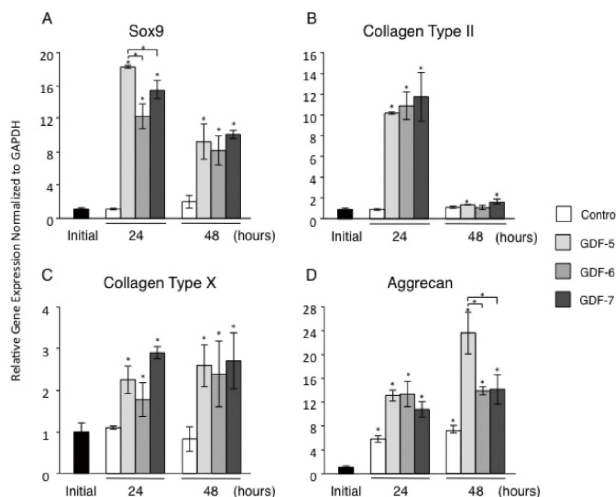 A
Sox9
20
16
12
8
4
0
Initial
24
48
(hours)
B
Collagen Type II
16
14
12
10
8
6
4
2
0
Initial
24
48
(hours)
C
Collagen Type X
4
3
2
1
0
Initial
24
48
(hours)
D
Aggrecan
28
24
20
16
12
8
4
0
Initial
24
48
(hours)
Relative Gene Expression Normalized to GAPDH
Control
GDF-5
GDF-6
GDF-7